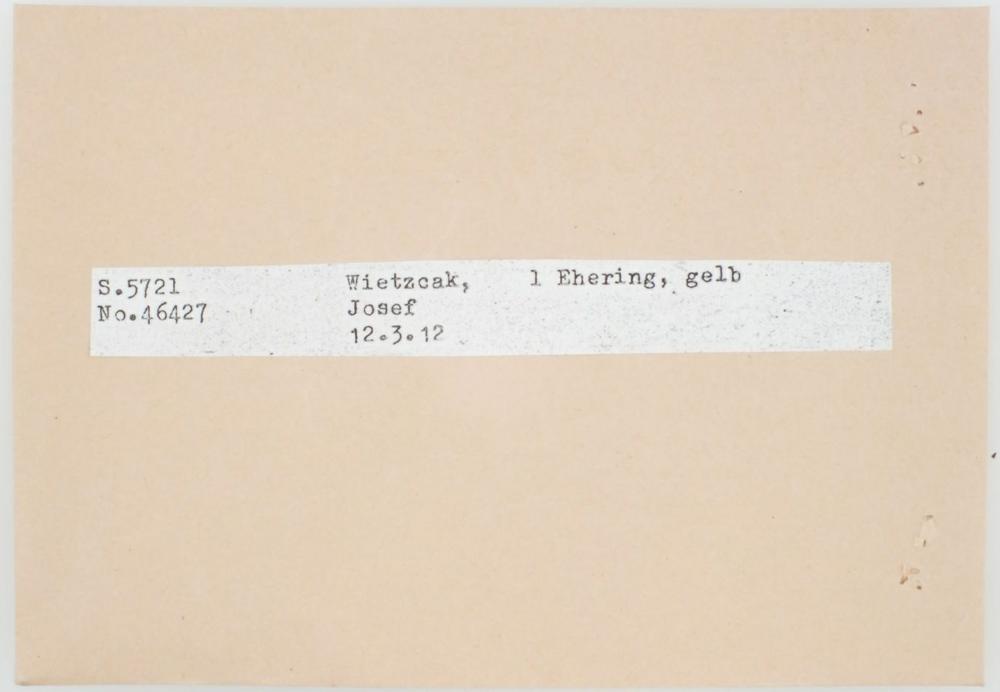 S.5721 Wietzcak, 1 Ehering, gelb
No.46427 Josef
12.3.12